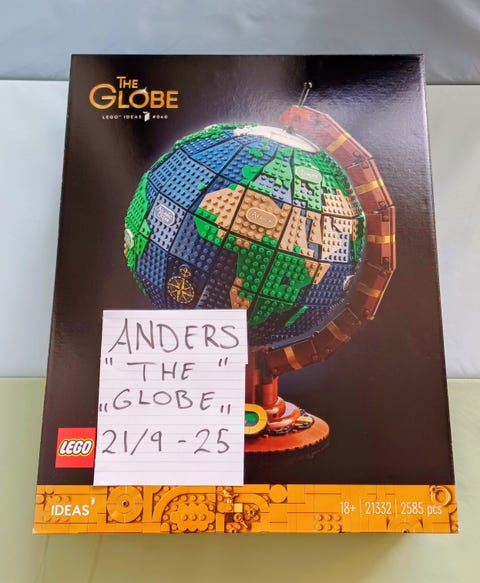 THE
GLOBE
LEGO® IDEAS #040
ANDERS
"THE"
„GLOBE„
21/9-25
LEGO
IDEAS
18+ | 21332 | 2585 pcs